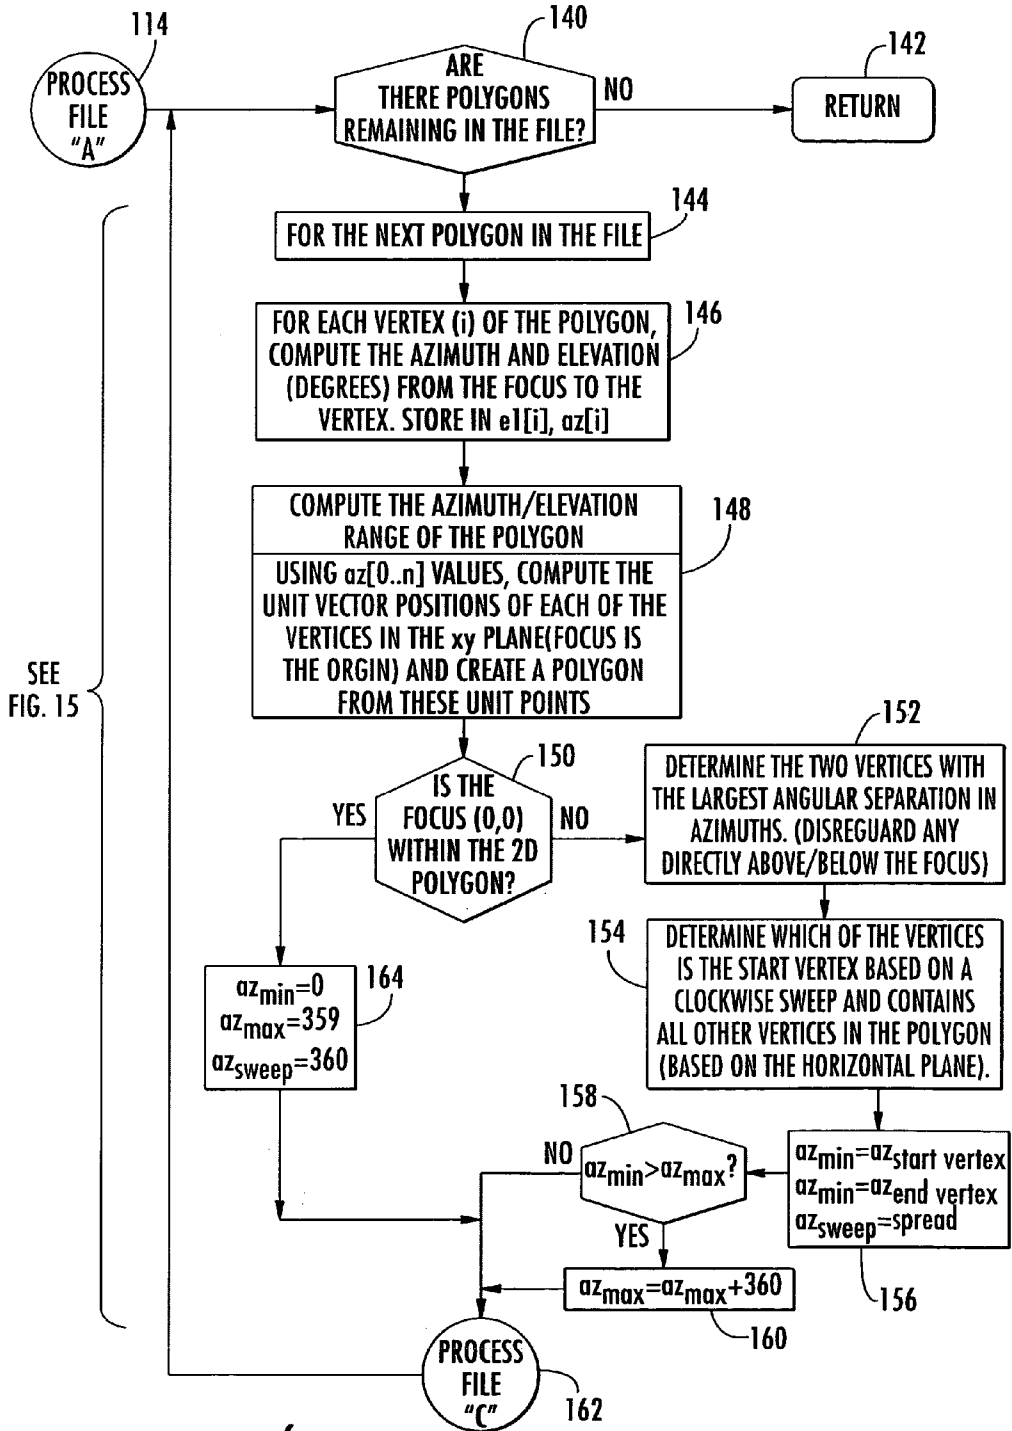 114
PROCESS
FILE
"A"
140
ARE
THERE POLYGONS
REMAINING IN THE FILE?
NO
142
RETURN
144
FOR THE NEXT POLYGON IN THE FILE
146
FOR EACH VERTEX (i) OF THE POLYGON,
COMPUTE THE AZIMUTH AND ELEVATION
(DEGREES) FROM THE FOCUS TO THE
VERTEX. STORE IN e1[i], az[i]
148
COMPUTE THE AZIMUTH/ELEVATION
RANGE OF THE POLYGON
USING az[0..n] VALUES, COMPUTE THE
UNIT VECTOR POSITIONS OF EACH OF THE
VERTICES IN THE xy PLANE(FOCUS IS
THE ORGIN) AND CREATE A POLYGON
FROM THESE UNIT POINTS
SEE
FIG. 15
150
IS THE
FOCUS (0,0)
WITHIN THE 2D
POLYGON?
YES
NO
152
DETERMINE THE TWO VERTICES WITH
THE LARGEST ANGULAR SEPARATION IN
AZIMUTHS. (DISREGUARD ANY
DIRECTLY ABOVE/BELOW THE FOCUS)
154
DETERMINE WHICH OF THE VERTICES
IS THE START VERTEX BASED ON A
CLOCKWISE SWEEP AND CONTAINS
ALL OTHER VERTICES IN THE POLYGON
(BASED ON THE HORIZONTAL PLANE).
164
azmin=0
azmax=359
azsweep=360
158
NO
azmin>azmax?
YES
azmin=azstart vertex
azmin=azend vertex
azsweep=spread
156
azmax=azmax+360
160
PROCESS
FILE
"C"
162